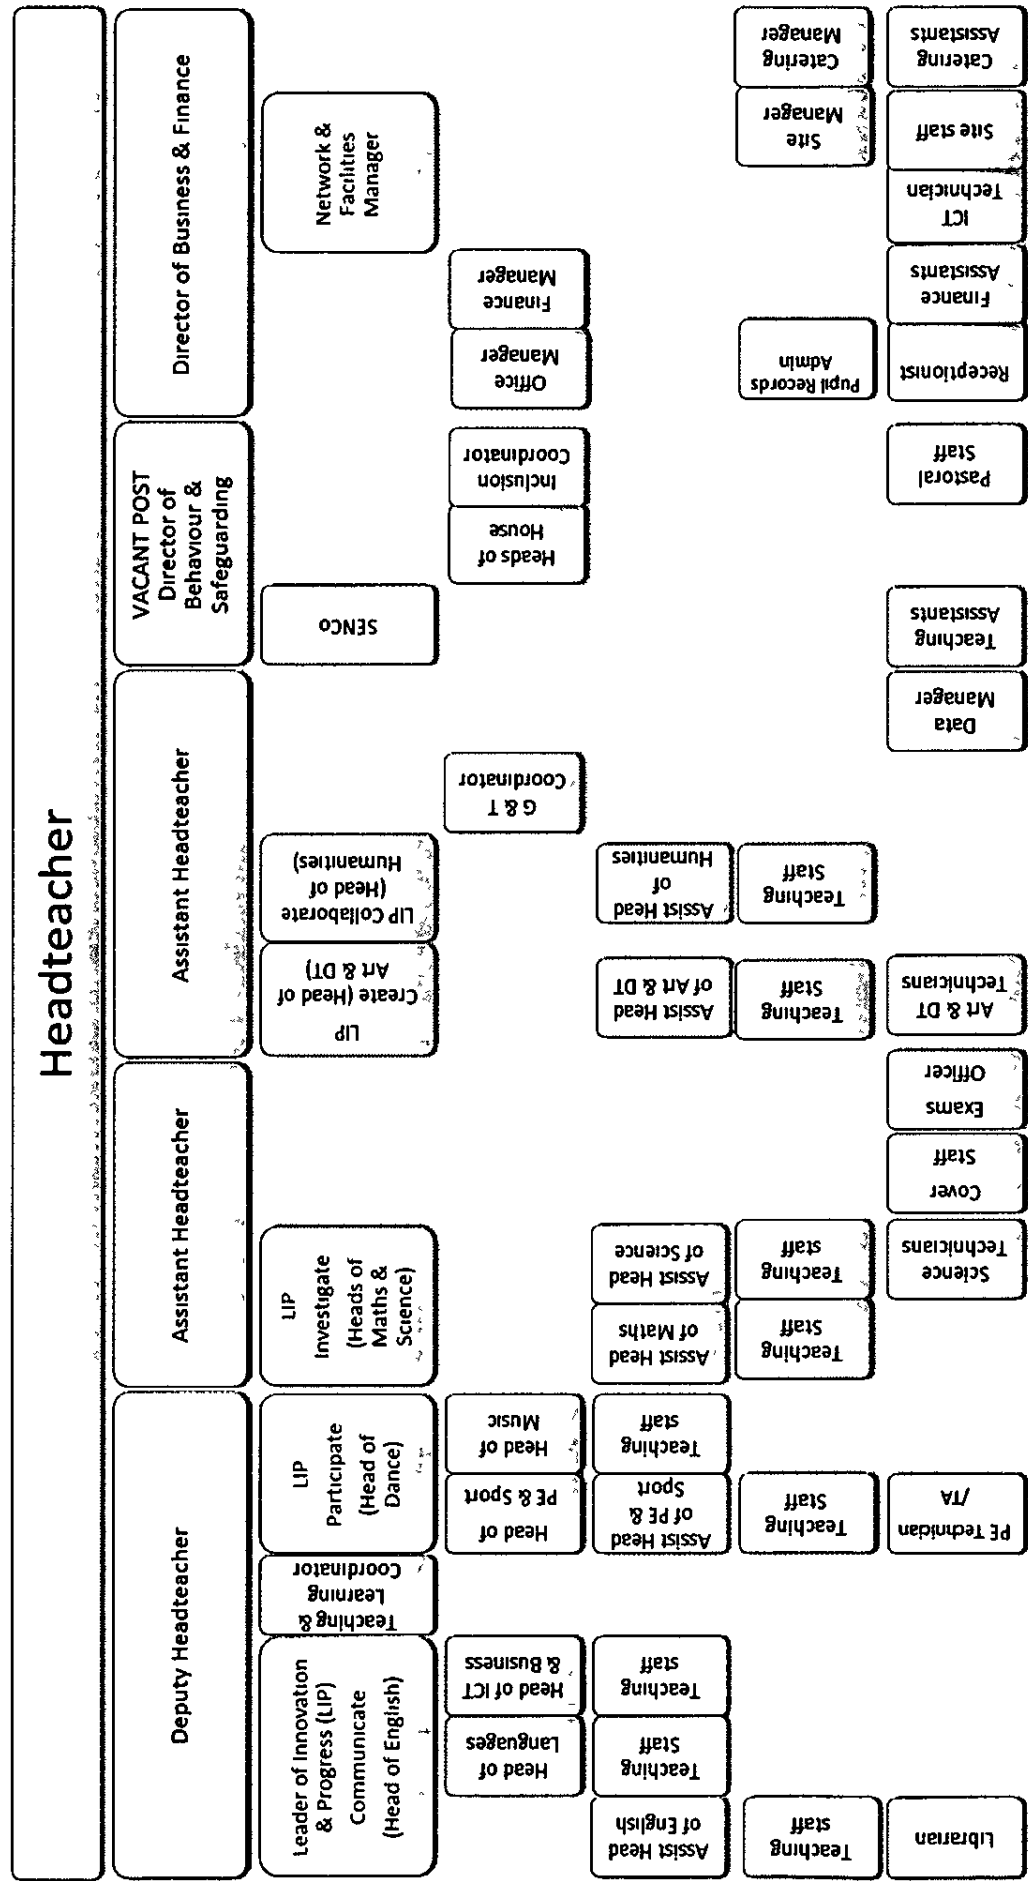 Headteacher
Deputy Headteacher
Assistant Headteacher
Assistant Headteacher
VACANT POST
Director of
Behaviour &
Safeguarding
Director of Business & Finance
Leader of Innovation
& Progress (LIP)
Communicate
(Head of English)
Teaching &
Learning
Coordinator
LIP
Participate
(Head of
Dance)
LIP
Investigate
(Heads of
Maths &
Science)
LIP
Create (Head of
Art & DT)
LIP Collaborate
(Head of
Humanities)
SENCo
Network &
Facilities
Manager
Head of
Languages
Head of ICT
& Business
Head of
PE & Sport
Head of
Music
G & T
Coordinator
Heads of
House
Inclusion
Coordinator
Office
Manager
Finance
Manager
Assist Head
of English
Teaching
Staff
Teaching
staff
Assist Head
of PE &
Sport
Teaching
staff
Assist Head
of Maths
Assist Head
of Science
Assist Head
of Art & DT
Assist Head
of
Humanities
Teaching
staff
Teaching
Staff
Teaching
Staff
Teaching
staff
Teaching
Staff
Teaching
Staff
Pupil Records
Admin
Site
Manager
Catering
Manager
Librarian
PE Technician
/TA
Science
Technicians
Cover
Staff
Exams
Officer
Art & DT
Technicians
Data
Manager
Teaching
Assistants
Pastoral
Staff
Receptionist
Finance
Assistants
ICT
Technician
Site staff
Catering
Assistants